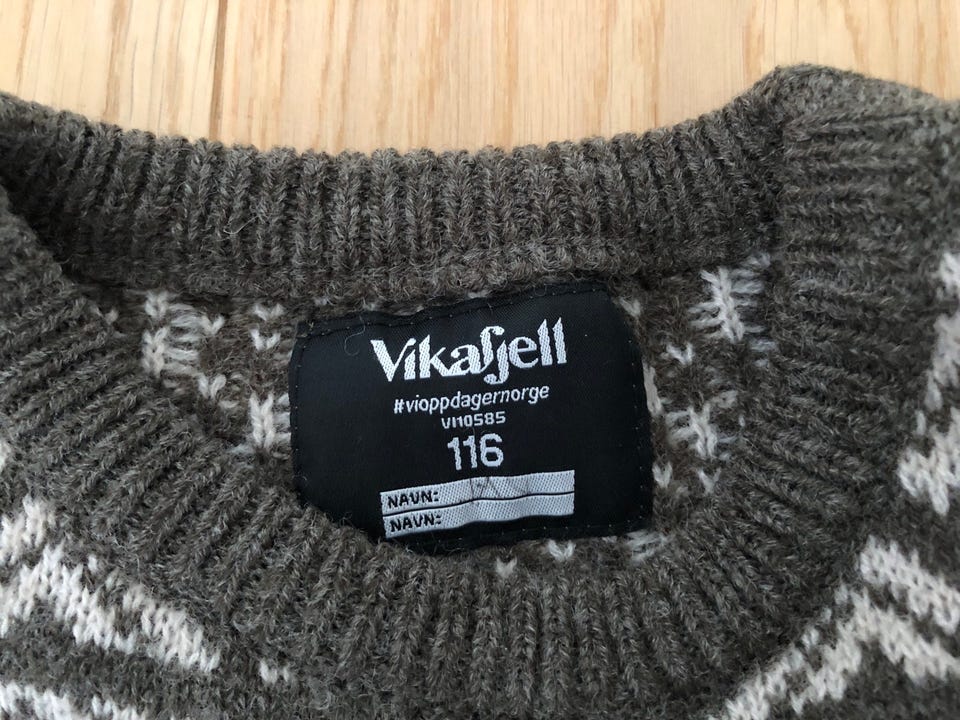 Vikafjell
#vioppdagernorge
VI10585
116
NAVN:
NAVN: